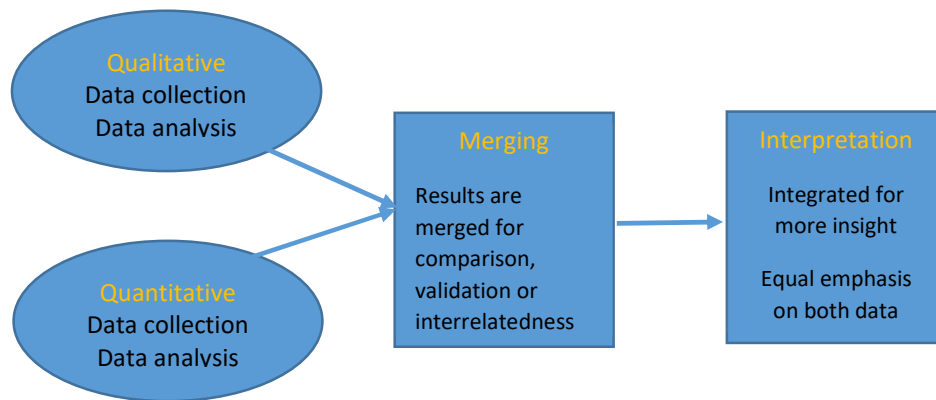 Qualitative
Data collection
Data analysis
Quantitative
Data collection
Data analysis
Merging
Results are
merged for
comparison,
validation or
interrelatedness
Interpretation
Integrated for
more insight
Equal emphasis
on both data